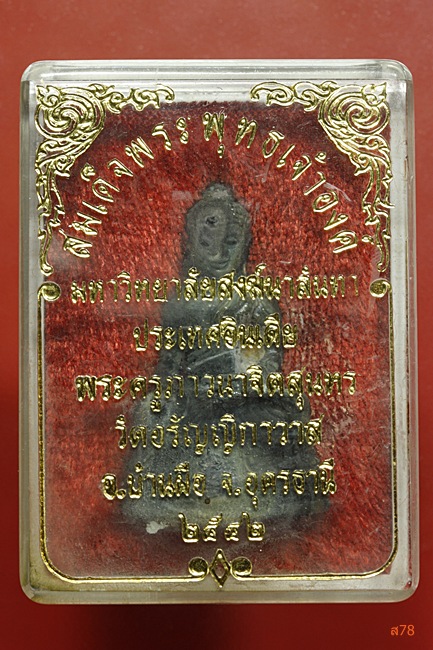 สมเด็จพระพุทธเจ้าองค์
มหาวิทยาลัยสงฆ์นาลันทา
ประเทศอินเดีย
พระครูภาวนาจิตสุนทร
วัดอรัญญิกาวาส
อ.บ้านผือ จ.อุดรธานี
๒๕๔๒
ส78